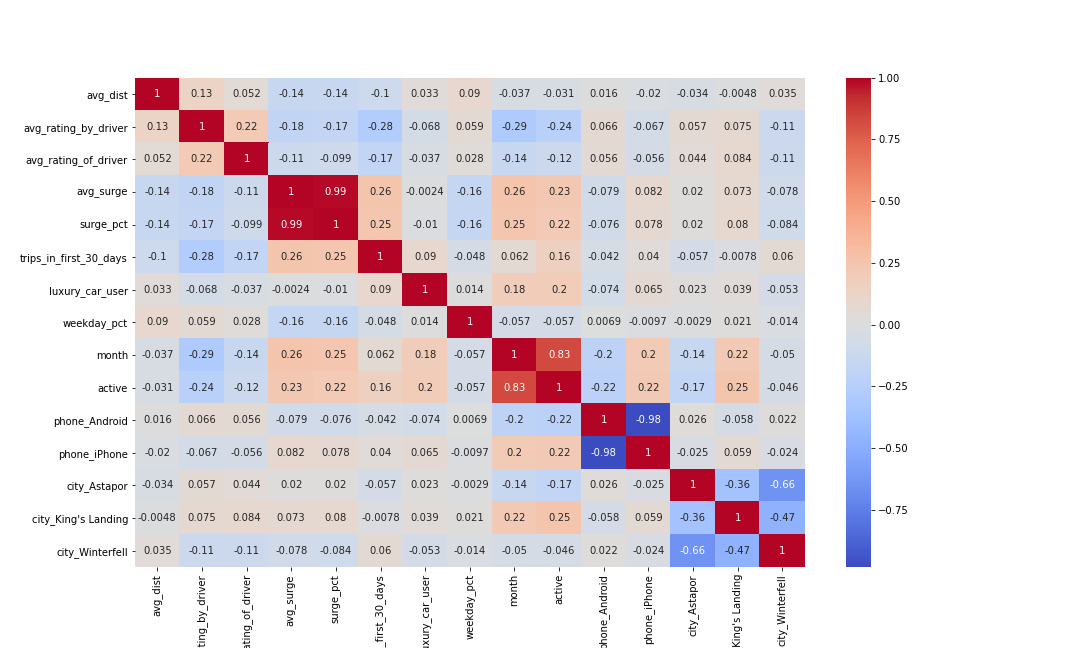 avg_dist 1 0.13 0.052 -0.14 -0.14 -0.1 0.033 0.09 -0.037 -0.031 0.016 -0.02 -0.034 -0.0048 0.035
avg_rating_by_driver 0.13 1 0.22 -0.18 -0.17 -0.28 -0.068 0.059 -0.29 -0.24 0.066 -0.067 0.057 0.075 -0.11
avg_rating_of_driver 0.052 0.22 1 -0.11 -0.099 -0.17 -0.037 0.028 -0.14 -0.12 0.056 -0.056 0.044 0.084 -0.11
avg_surge -0.14 -0.18 -0.11 1 0.99 0.26 -0.0024 -0.16 0.26 0.23 -0.079 0.082 0.02 0.073 -0.078
surge_pct -0.14 -0.17 -0.099 0.99 1 0.25 -0.01 -0.16 0.25 0.22 -0.076 0.078 0.02 0.08 -0.084
trips_in_first_30_days -0.1 -0.28 -0.17 0.26 0.25 1 0.09 -0.048 0.062 0.16 -0.042 0.04 -0.057 -0.0078 0.06
luxury_car_user 0.033 -0.068 -0.037 -0.0024 -0.01 0.09 1 0.014 0.18 0.2 -0.074 0.065 0.023 0.039 -0.053
weekday_pct 0.09 0.059 0.028 -0.16 -0.16 -0.048 0.014 1 -0.057 -0.057 0.0069 -0.0097 -0.0029 0.021 -0.014
month -0.037 -0.29 -0.14 0.26 0.25 0.062 0.18 -0.057 1 0.83 -0.2 0.2 -0.14 0.22 -0.05
active -0.031 -0.24 -0.12 0.23 0.22 0.16 0.2 -0.057 0.83 1 -0.22 0.22 -0.17 0.25 -0.046
phone_Android 0.016 0.066 0.056 -0.079 -0.076 -0.042 -0.074 0.0069 -0.2 -0.22 1 -0.98 0.026 -0.058 0.022
phone_iPhone -0.02 -0.067 -0.056 0.082 0.078 0.04 0.065 -0.0097 0.2 0.22 -0.98 1 -0.025 0.059 -0.024
city_Astapor -0.034 0.057 0.044 0.02 0.02 -0.057 0.023 -0.0029 -0.14 -0.17 0.026 -0.025 1 -0.36 -0.66
city_King's Landing -0.0048 0.075 0.084 0.073 0.08 -0.0078 0.039 0.021 0.22 0.25 -0.058 0.059 -0.36 1 -0.47
city_Winterfell 0.035 -0.11 -0.11 -0.078 -0.084 0.06 -0.053 -0.014 -0.05 -0.046 0.022 -0.024 -0.66 -0.47 1
avg_dist
ting_by_driver
ating_of_driver
avg_surge
surge_pct
_first_30_days
uxury_car_user
weekday_pct
month
active
phone_Android
phone_iPhone
city_Astapor
King's Landing
city_Winterfell
1.00
0.75
0.50
0.25
0.00
−0.25
−0.50
−0.75